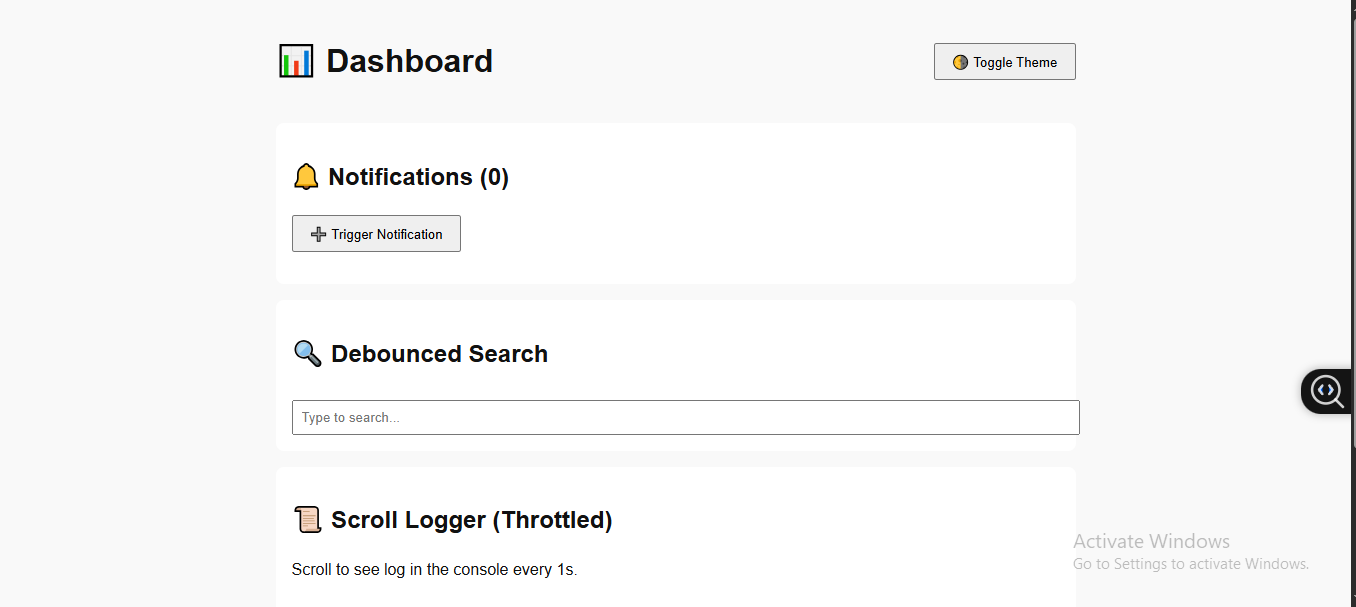 Dashboard
Toggle Theme
Notifications (0)
Trigger Notification
Debounced Search
Type to search...
Scroll Logger (Throttled)
Scroll to see log in the console every 1s.
Activate Windows
Go to Settings to activate Windows.